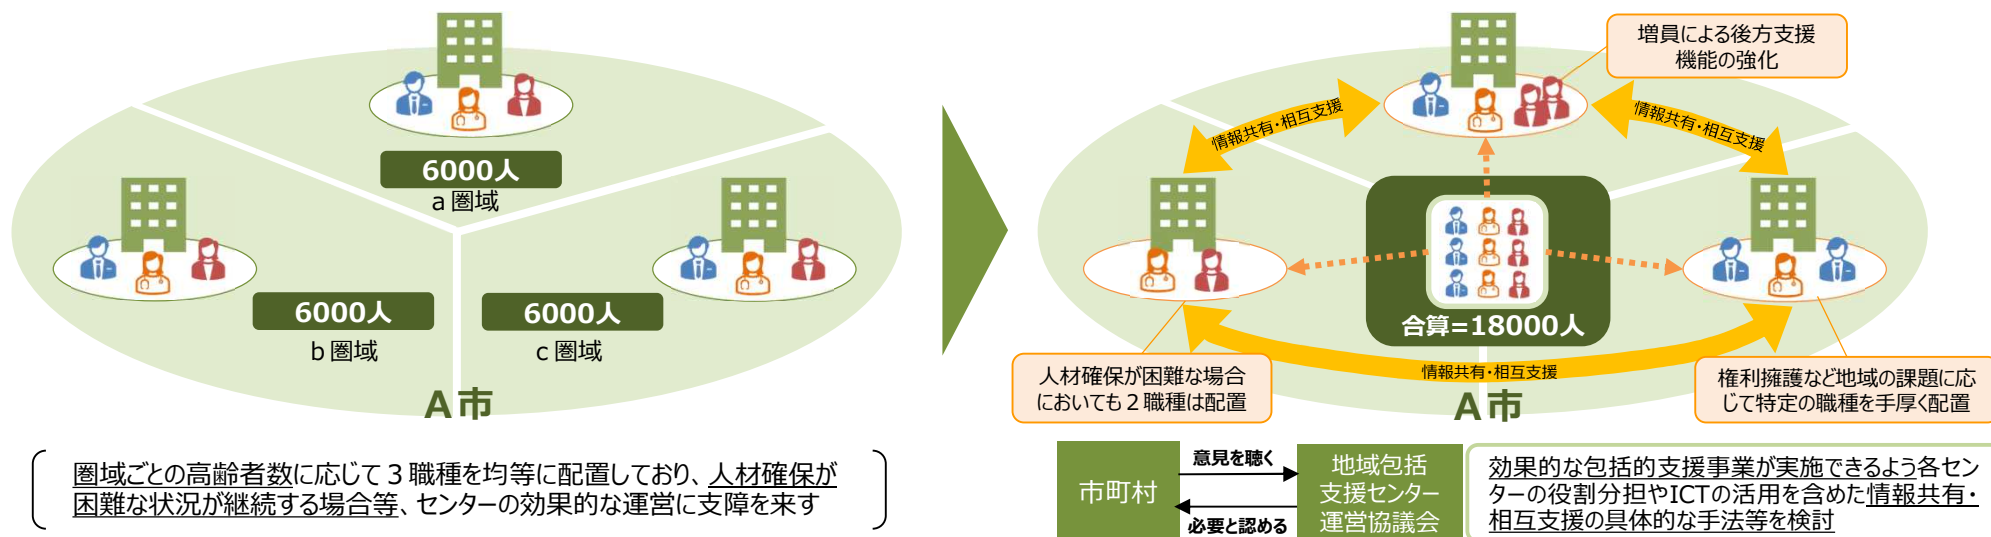 6000人
a 圏域
6000人
b 圏域
6000人
c 圏域
A 市
圏域ごとの高齢者数に応じて３職種を均等に配置しており、人材確保が
困難な状況が継続する場合等、センターの効果的な運営に支障を来す
増員による後方支援
機能の強化
情報共有・相互支援
情報共有・相互支援
合算=18000人
情報共有・相互支援
人材確保が困難な場合
においても２職種は配置
権利擁護など地域の課題に応
じて特定の職種を手厚く配置
A 市
市町村
意見を聴く
必要と認める
地域包括
支援センター
運営協議会
効果的な包括的支援事業が実施できるよう各セン
ターの役割分担やICTの活用を含めた情報共有・
相互支援の具体的な手法等を検討